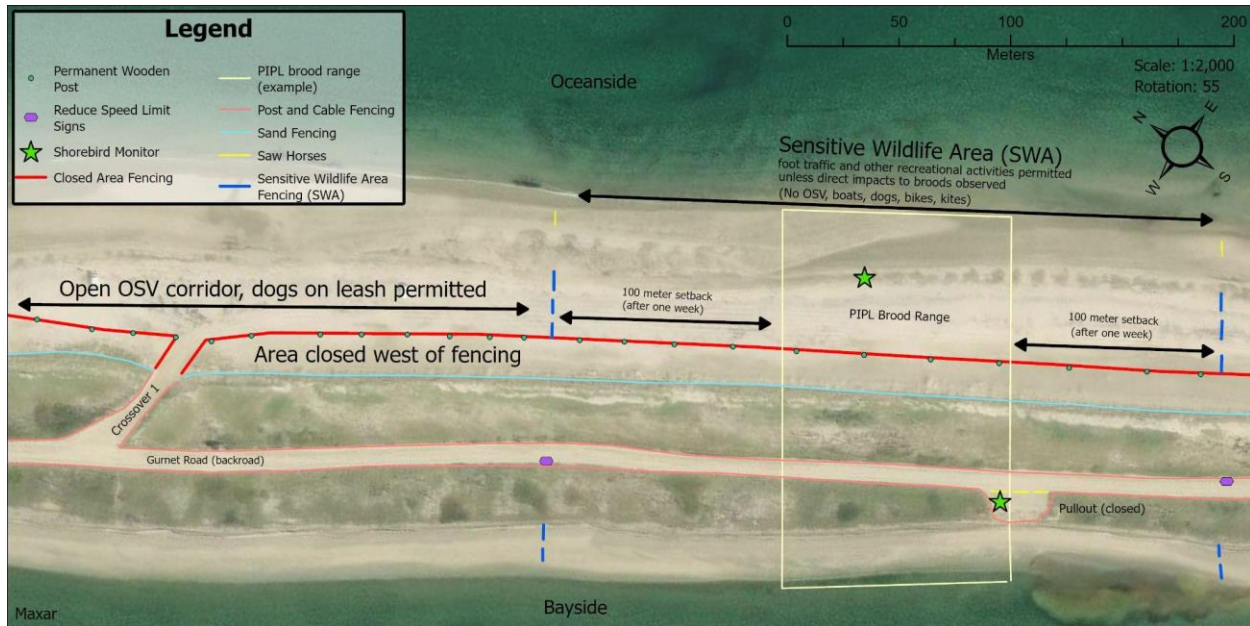 Legend
Permanent Wooden
Post
Reduce Speed Limit
Signs
Shorebird Monitor
Closed Area Fencing
PIPL brood range
(example)
Post and Cable Fencing
Sand Fencing
Saw Horses
Sensitive Wildlife Area
Fencing (SWA)
0 50 100 200
Meters
Scale: 1:2,000
Rotation: 55
N E
W S
Oceanside
Sensitive Wildlife Area (SWA)
foot traffic and other recreational activities permitted
unless direct impacts to broods observed
(No OSV, boats, dogs, bikes, kites)
Open OSV corridor, dogs on leash permitted
100 meter setback
(after one week)
PIPL Brood Range
100 meter setback
(after one week)
Area closed west of fencing
Crossover 1
Gurnet Road (backroad)
Pullout (closed)
Bayside
Maxar